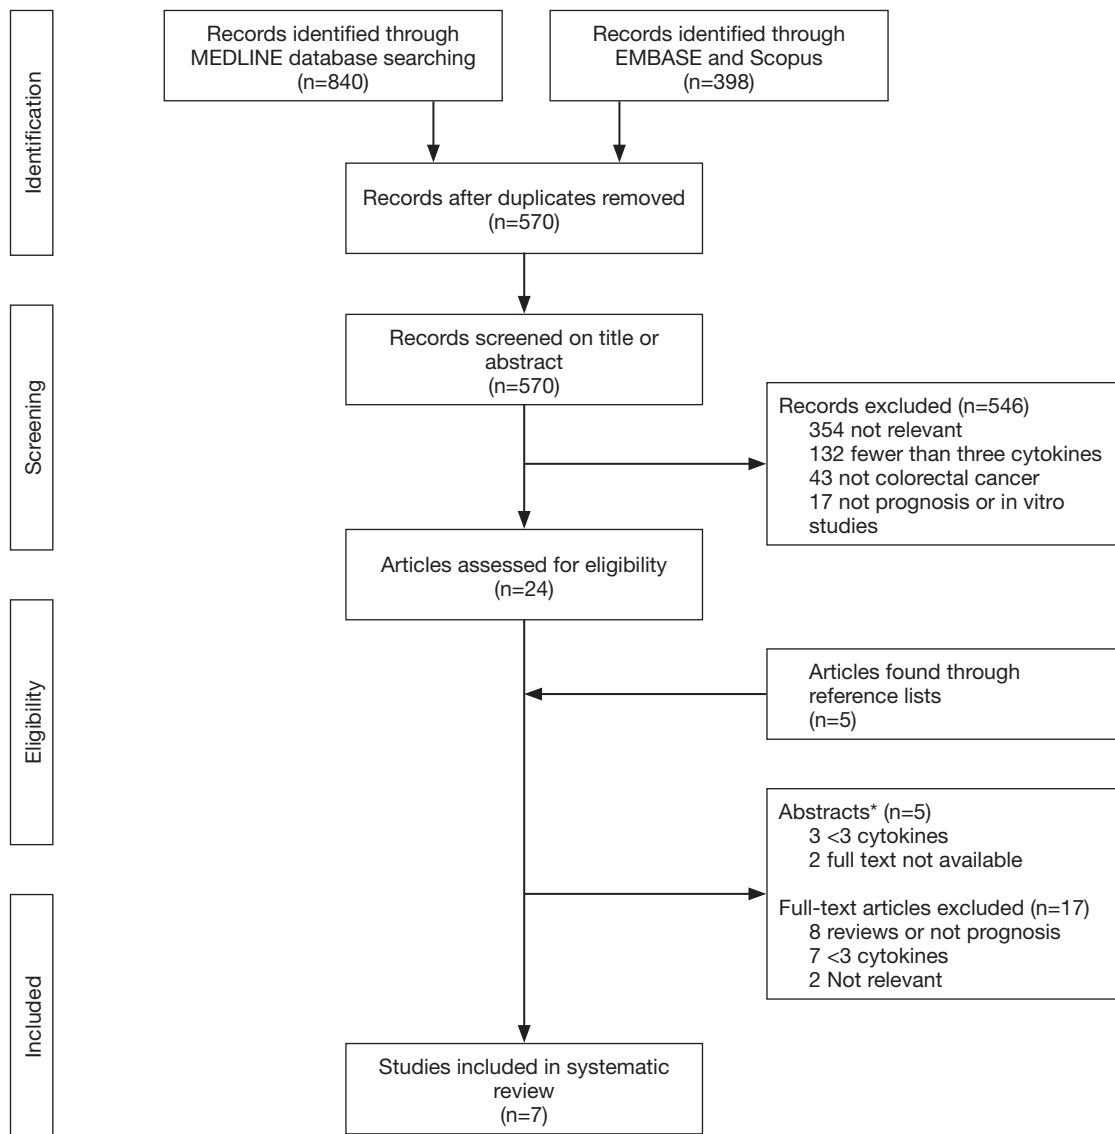 Identification
Records identified through
MEDLINE database searching
(n=840)
Records identified through
EMBASE and Scopus
(n=398)
Records after duplicates removed
(n=570)
Screening
Records screened on title or
abstract
(n=570)
Records excluded (n=546)
354 not relevant
132 fewer than three cytokines
43 not colorectal cancer
17 not prognosis or in vitro
studies
Articles assessed for eligibility
(n=24)
Eligibility
Articles found through
reference lists
(n=5)
Abstracts* (n=5)
3 <3 cytokines
2 full text not available
Full-text articles excluded (n=17)
8 reviews or not prognosis
7 <3 cytokines
2 Not relevant
Included
Studies included in systematic
review
(n=7)